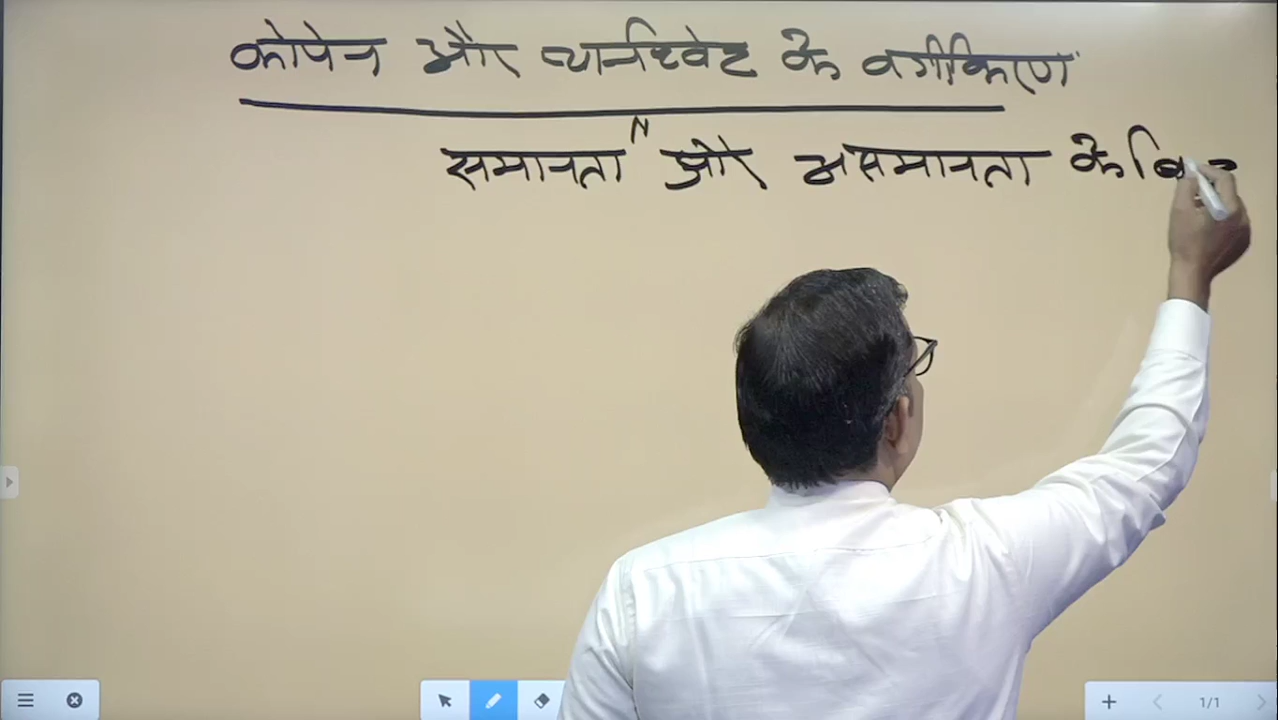 कोपेन और थार्नथ्वेट के वर्गीकरण
समानता और असमानता के
1/1